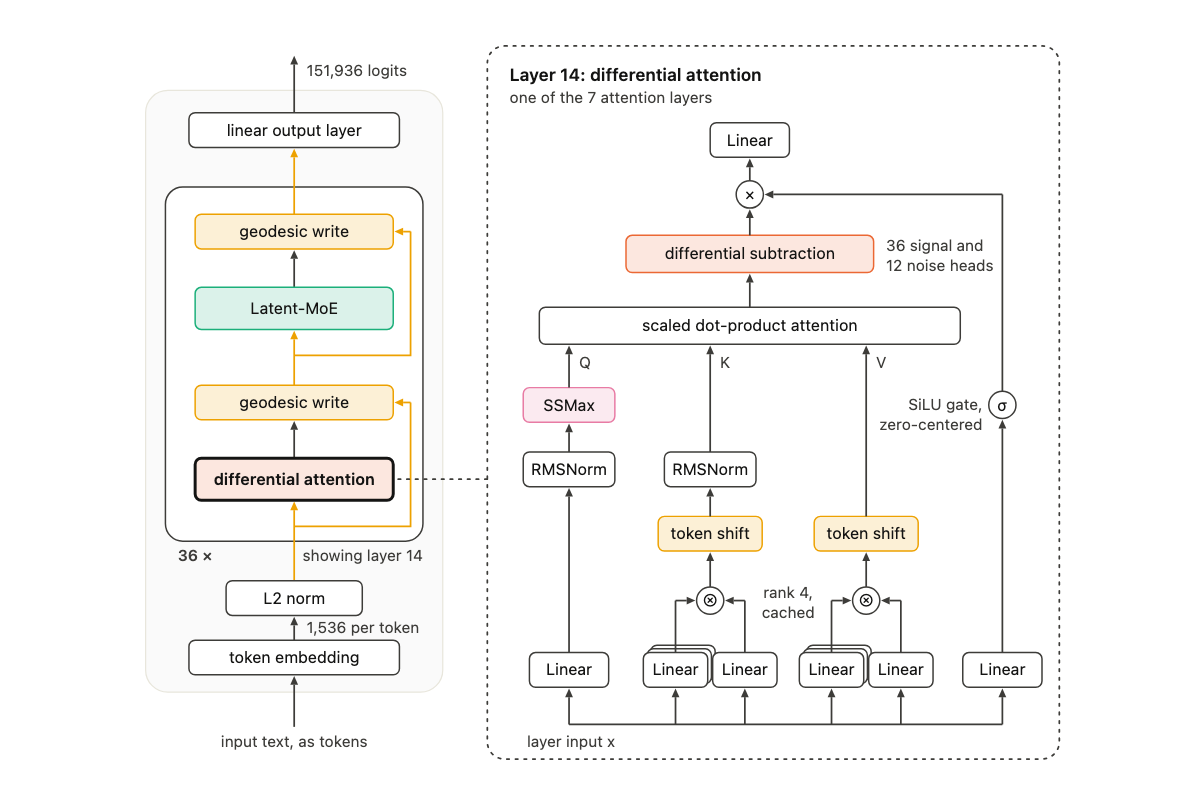 151,936 logits
linear output layer
geodesic write
Latent-MoE
geodesic write
differential attention
36 ×
showing layer 14
L2 norm
1,536 per token
token embedding
input text, as tokens
Layer 14: differential attention
one of the 7 attention layers
Linear
×
differential subtraction
36 signal and
12 noise heads
scaled dot-product attention
Q
K
V
SSMax
SiLU gate,
zero-centered
σ
RMSNorm
RMSNorm
token shift
token shift
⊗
rank 4,
cached
⊗
Linear
Linear
Linear
Linear
Linear
Linear
layer input x